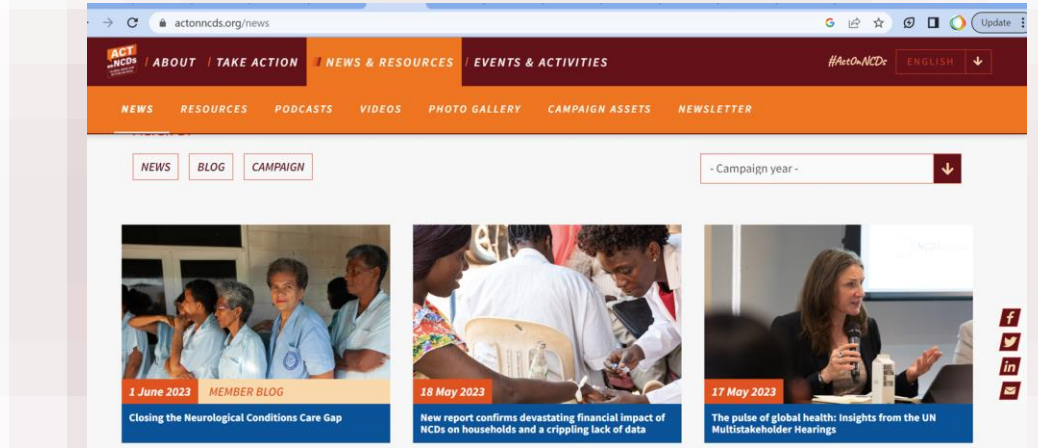 actonncds.org/news
Update
ACT
onNCDs
ABOUT / TAKE ACTION NEWS & RESOURCES / EVENTS & ACTIVITIES
#ActOnNCDs
ENGLISH
NEWS RESOURCES PODCASTS VIDEOS PHOTO GALLERY CAMPAIGN ASSETS NEWSLETTER
NEWS BLOG CAMPAIGN
- Campaign year -
1 June 2023 MEMBER BLOG
Closing the Neurological Conditions Care Gap
18 May 2023
New report confirms devastating financial impact of
NCDs on households and a crippling lack of data
17 May 2023
The pulse of global health: Insights from the UN
Multistakeholder Hearings